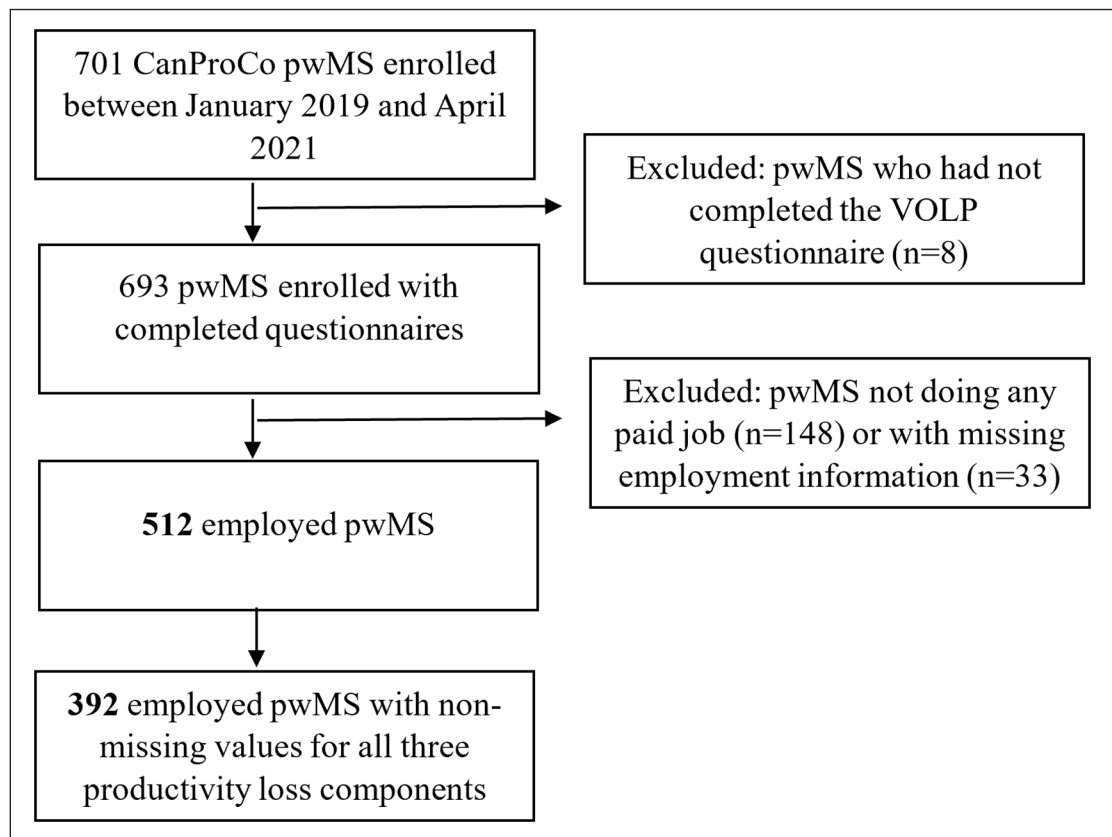 701 CanProCo pwMS enrolled
between January 2019 and April
2021
Excluded: pwMS who had not
completed the VOLP
questionnaire (n=8)
693 pwMS enrolled with
completed questionnaires
Excluded: pwMS not doing any
paid job (n=148) or with missing
employment information (n=33)
512 employed pwMS
392 employed pwMS with non-
missing values for all three
productivity loss components